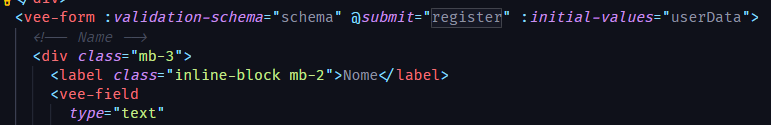 </div>
<vee-form :validation-schema="schema" @submit="register" :initial-values="userData">
<!-- Name -->
<div class="mb-3">
<label class="inline-block mb-2">Nome</label>
<vee-field
type="text"